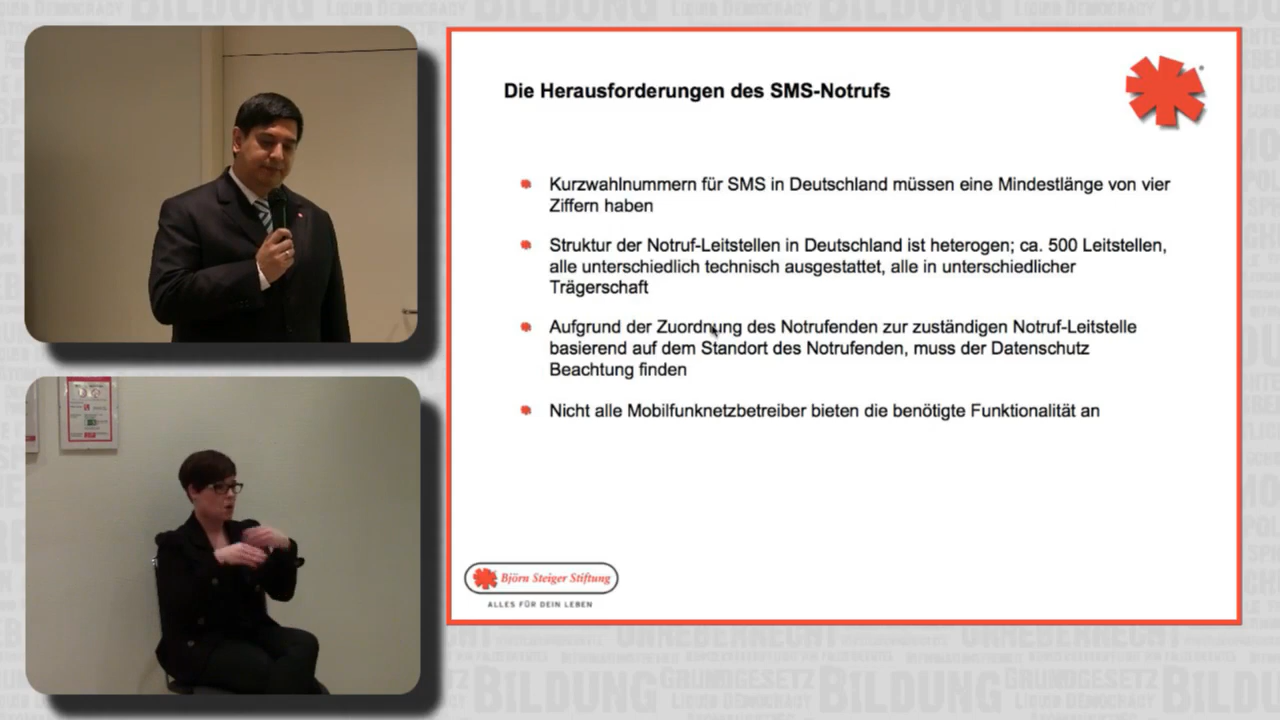 Die Herausforderungen des SMS-Notrufs
Kurzwahlnummern für SMS in Deutschland müssen eine Mindestlänge von vier
Ziffern haben
Struktur der Notruf-Leitstellen in Deutschland ist heterogen; ca. 500 Leitstellen,
alle unterschiedlich technisch ausgestattet, alle in unterschiedlicher
Trägerschaft
Aufgrund der Zuordnung des Notrufenden zur zuständigen Notruf-Leitstelle
basierend auf dem Standort des Notrufenden, muss der Datenschutz
Beachtung finden
Nicht alle Mobilfunknetzbetreiber bieten die benötigte Funktionalität an
Björn Steiger Stiftung
ALLES FÜR DEIN LEBEN
URHEBERRECHT
BILDUNG
GRUNDGESETZ
LIQUID DEMOCRACY
BILDUNG
GRUNDGESETZ
LIQUID DEMOCRACY